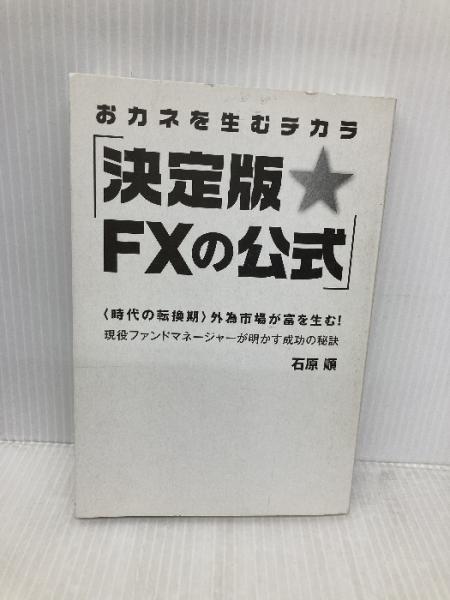 おカネを生むチカラ
「決定版★
FXの公式」
〈時代の転換期〉外為市場が富を生む!
現役ファンドマネージャーが明かす成功の秘訣
石原 順